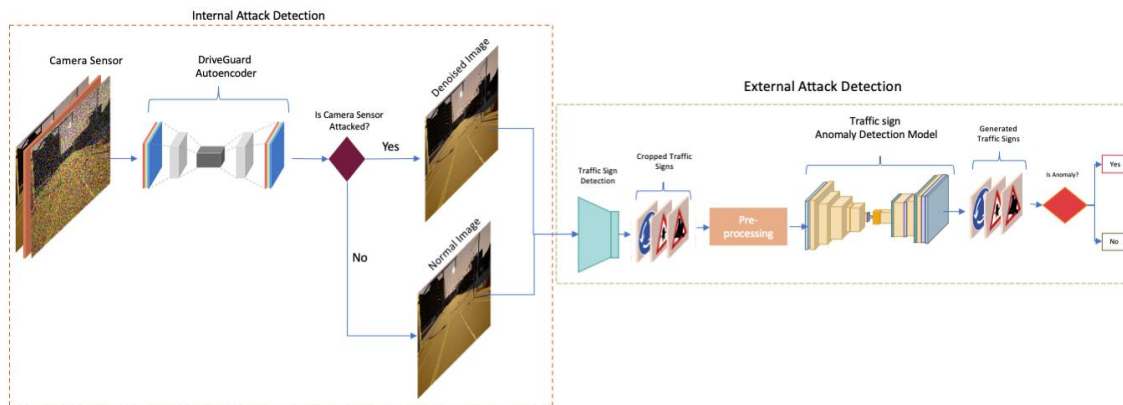 Internal Attack Detection
Camera Sensor
DriveGuard
Autoencoder
Is Camera Sensor
Attacked?
Yes
No
Denoised Image
Normal Image
External Attack Detection
Traffic Sign
Detection
Cropped Traffic
Signs
Pre-
processing
Traffic sign
Anomaly Detection Model
Generated
Traffic Signs
Is Anomaly?
Yes
No